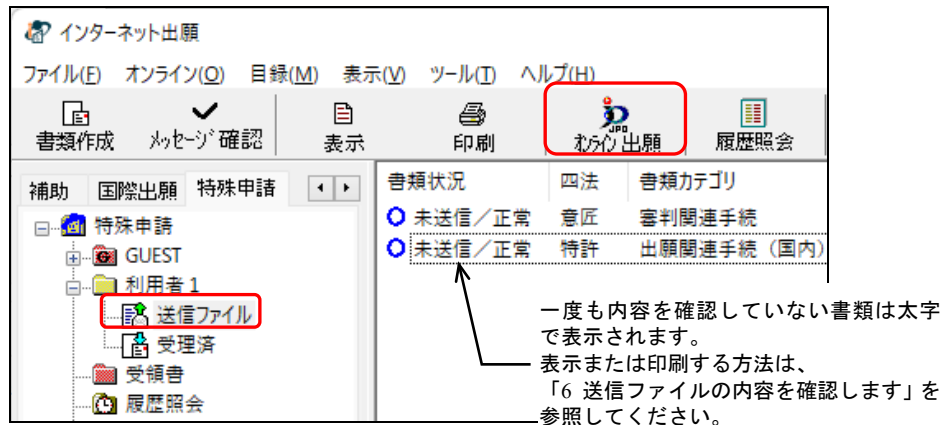 インターネット出願
ファイル(F) オンライン(O) 目録(M) 表示(V) ツール(T) ヘルプ(H)
書類作成 メッセージ確認 表示 印刷 オンライン出願 履歴照会
JPO
補助 国際出願 特殊申請
書類状況 四法 書類カテゴリ
特殊申請
未送信/正常 意匠 審判関連手続
GUEST
未送信/正常 特許 出願関連手続(国内)
利用者1
送信ファイル
受理済
受領書
履歴照会
一度も内容を確認していない書類は太字
で表示されます。
表示または印刷する方法は、
「6 送信ファイルの内容を確認します」を
参照してください。